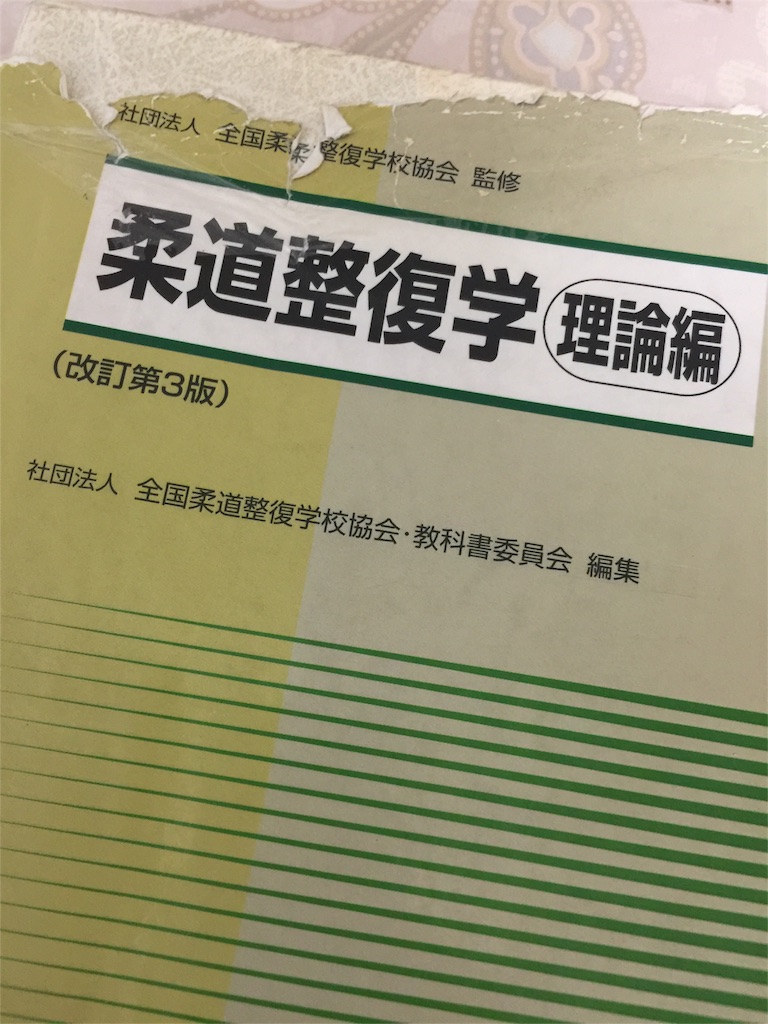 社団法人 全国柔整復学校協会 監修
柔道整復学 理論編
(改訂第3版)
社団法人 全国柔道整復学校協会・教科書委員会 編集